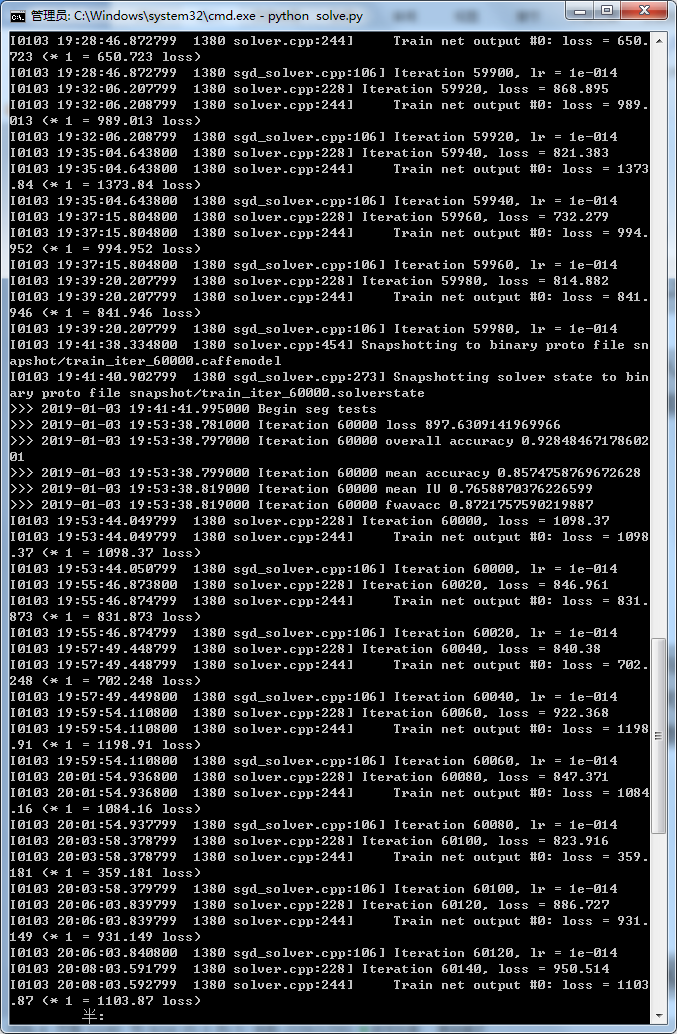 管理员: C:\Windows\system32\cmd.exe - python  solve.py
I0103 19:28:46.872799  1380 solver.cpp:244]     Train net output #0: loss = 650.
723 (* 1 = 650.723 loss)
I0103 19:28:46.872799  1380 sgd_solver.cpp:106] Iteration 59900, lr = 1e-014
I0103 19:32:06.207799  1380 solver.cpp:228] Iteration 59920, loss = 868.895
I0103 19:32:06.208799  1380 solver.cpp:244]     Train net output #0: loss = 989.
013 (* 1 = 989.013 loss)
I0103 19:32:06.208799  1380 sgd_solver.cpp:106] Iteration 59920, lr = 1e-014
I0103 19:35:04.643800  1380 solver.cpp:228] Iteration 59940, loss = 821.383
I0103 19:35:04.643800  1380 solver.cpp:244]     Train net output #0: loss = 1373
.84 (* 1 = 1373.84 loss)
I0103 19:35:04.643800  1380 sgd_solver.cpp:106] Iteration 59940, lr = 1e-014
I0103 19:37:15.804800  1380 solver.cpp:228] Iteration 59960, loss = 732.279
I0103 19:37:15.804800  1380 solver.cpp:244]     Train net output #0: loss = 994.
952 (* 1 = 994.952 loss)
I0103 19:37:15.804800  1380 sgd_solver.cpp:106] Iteration 59960, lr = 1e-014
I0103 19:39:20.207799  1380 solver.cpp:228] Iteration 59980, loss = 814.882
I0103 19:39:20.207799  1380 solver.cpp:244]     Train net output #0: loss = 841.
946 (* 1 = 841.946 loss)
I0103 19:39:20.207799  1380 sgd_solver.cpp:106] Iteration 59980, lr = 1e-014
I0103 19:41:38.334800  1380 solver.cpp:454] Snapshotting to binary proto file sn
apshot/train_iter_60000.caffemodel
I0103 19:41:40.902799  1380 sgd_solver.cpp:273] Snapshotting solver state to bin
ary proto file snapshot/train_iter_60000.solverstate
>>> 2019-01-03 19:41:41.995000 Begin seg tests
>>> 2019-01-03 19:53:38.781000 Iteration 60000 loss 897.6309141969966
>>> 2019-01-03 19:53:38.797000 Iteration 60000 overall accuracy 0.92848467178602
01
>>> 2019-01-03 19:53:38.799000 Iteration 60000 mean accuracy 0.8574758769672628
>>> 2019-01-03 19:53:38.819000 Iteration 60000 mean IU 0.7658870376226599
>>> 2019-01-03 19:53:38.819000 Iteration 60000 fwavacc 0.8721757590219887
I0103 19:53:44.049799  1380 solver.cpp:228] Iteration 60000, loss = 1098.37
I0103 19:53:44.049799  1380 solver.cpp:244]     Train net output #0: loss = 1098
.37 (* 1 = 1098.37 loss)
I0103 19:53:44.050799  1380 sgd_solver.cpp:106] Iteration 60000, lr = 1e-014
I0103 19:55:46.873800  1380 solver.cpp:228] Iteration 60020, loss = 846.961
I0103 19:55:46.874799  1380 solver.cpp:244]     Train net output #0: loss = 831.
873 (* 1 = 831.873 loss)
I0103 19:55:46.874799  1380 sgd_solver.cpp:106] Iteration 60020, lr = 1e-014
I0103 19:57:49.448799  1380 solver.cpp:228] Iteration 60040, loss = 840.38
I0103 19:57:49.448799  1380 solver.cpp:244]     Train net output #0: loss = 702.
248 (* 1 = 702.248 loss)
I0103 19:57:49.449800  1380 sgd_solver.cpp:106] Iteration 60040, lr = 1e-014
I0103 19:59:54.110800  1380 solver.cpp:228] Iteration 60060, loss = 922.368
I0103 19:59:54.110800  1380 solver.cpp:244]     Train net output #0: loss = 1198
.91 (* 1 = 1198.91 loss)
I0103 19:59:54.110800  1380 sgd_solver.cpp:106] Iteration 60060, lr = 1e-014
I0103 20:01:54.936800  1380 solver.cpp:228] Iteration 60080, loss = 847.371
I0103 20:01:54.936800  1380 solver.cpp:244]     Train net output #0: loss = 1084
.16 (* 1 = 1084.16 loss)
I0103 20:01:54.937799  1380 sgd_solver.cpp:106] Iteration 60080, lr = 1e-014
I0103 20:03:58.378799  1380 solver.cpp:228] Iteration 60100, loss = 823.916
I0103 20:03:58.378799  1380 solver.cpp:244]     Train net output #0: loss = 359.
181 (* 1 = 359.181 loss)
I0103 20:03:58.379799  1380 sgd_solver.cpp:106] Iteration 60100, lr = 1e-014
I0103 20:06:03.839799  1380 solver.cpp:228] Iteration 60120, loss = 886.727
I0103 20:06:03.839799  1380 solver.cpp:244]     Train net output #0: loss = 931.
149 (* 1 = 931.149 loss)
I0103 20:06:03.840800  1380 sgd_solver.cpp:106] Iteration 60120, lr = 1e-014
I0103 20:08:03.591799  1380 solver.cpp:228] Iteration 60140, loss = 950.514
I0103 20:08:03.592799  1380 solver.cpp:244]     Train net output #0: loss = 1103
.87 (* 1 = 1103.87 loss)
半: